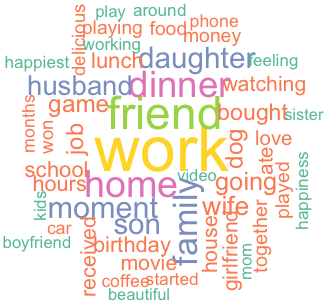 play around
delicious
playing food phone
money
working
happiest lunch daughter feeling
husband dinner watching
game friend bought sister
months
won
job work dog
ate
love
school home video going played
happiness
hours
kids
moment son family wife
girlfriend
together
boyfriend car birthday house
received
movie mom
coffee started
beautiful